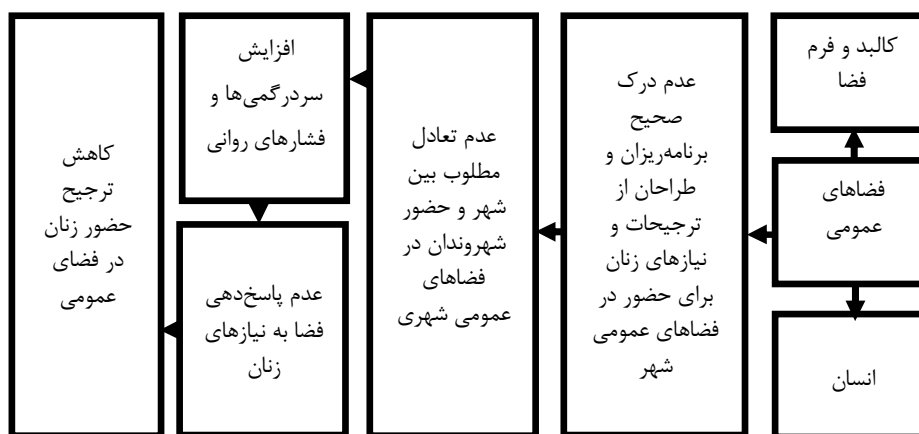 کالبد و فرم
فضا
فضاهای
عمومی
انسان
عدم درک
صحیح
برنامه‌ریزان و
طراحان از
ترجیحات و
نیازهای زنان
برای حضور در
فضاهای عمومی
شهر
عدم تعادل
مطلوب بین
شهر و حضور
شهروندان در
فضاهای
عمومی شهری
افزایش
سردرگمی‌ها و
فشارهای روانی
عدم پاسخ‌دهی
فضا به نیازهای
زنان
کاهش
ترجیح
حضور زنان
در فضای
عمومی